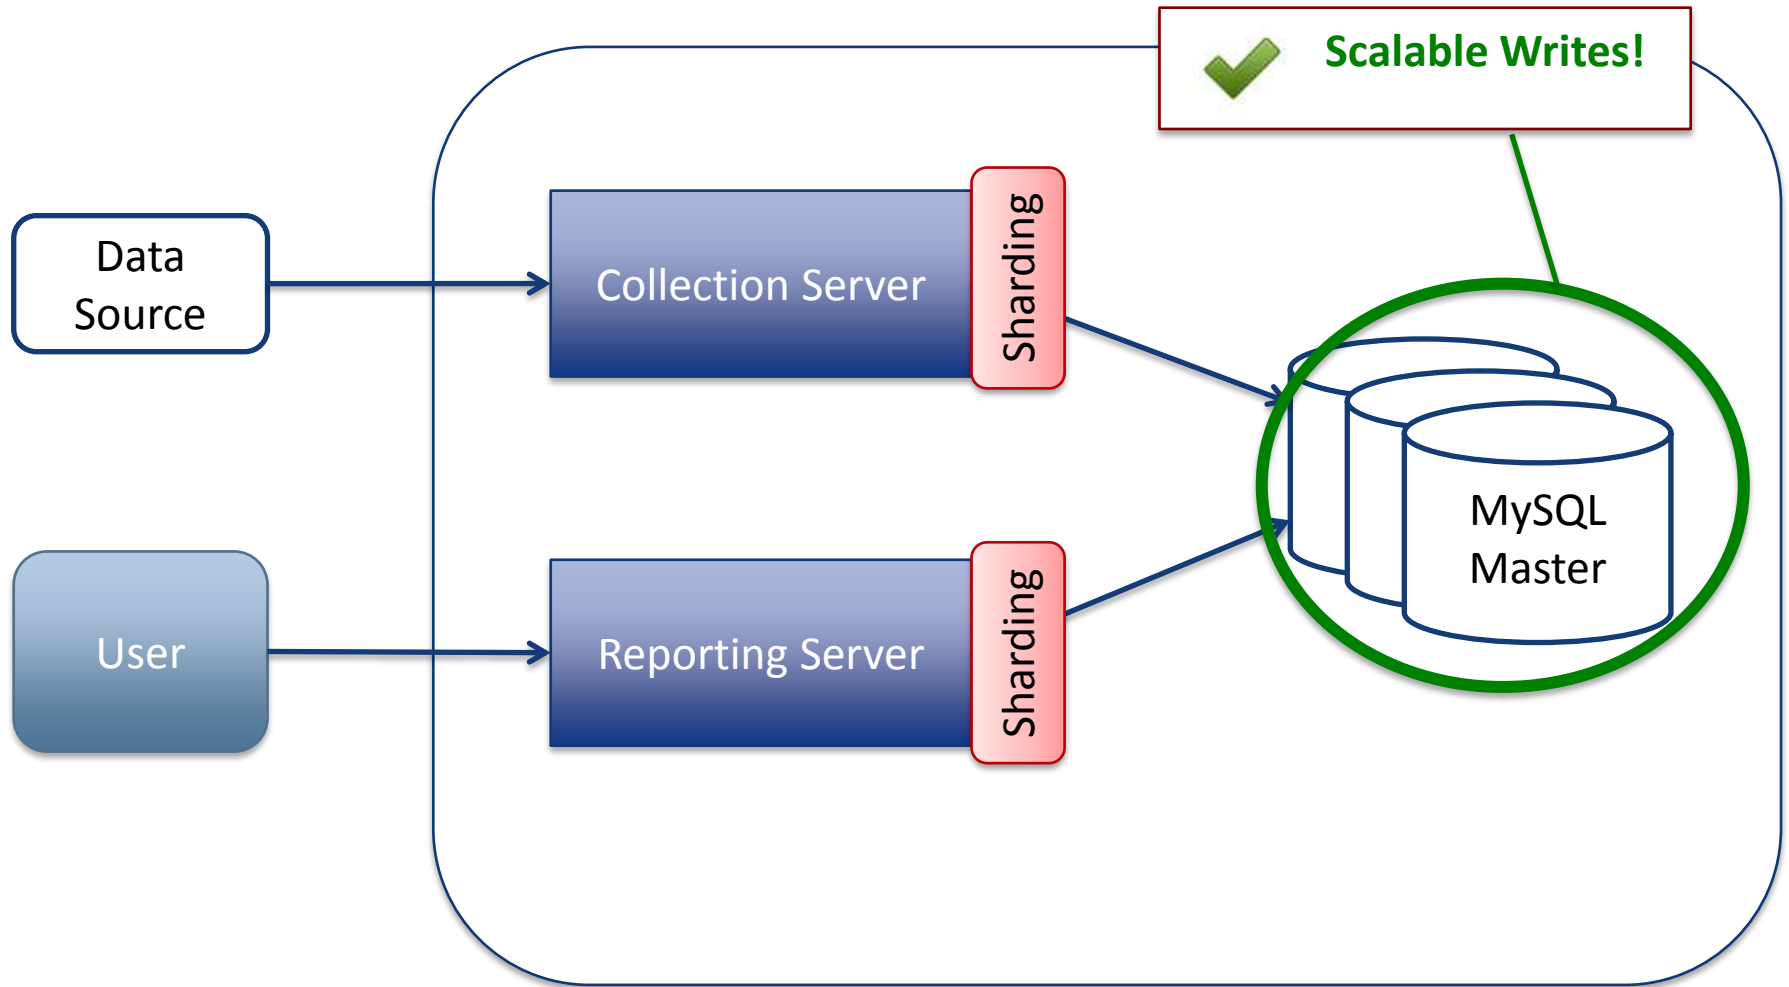 Scalable Writes!
Data
Source
Collection Server
Sharding
MySQL
Master
User
Reporting Server
Sharding